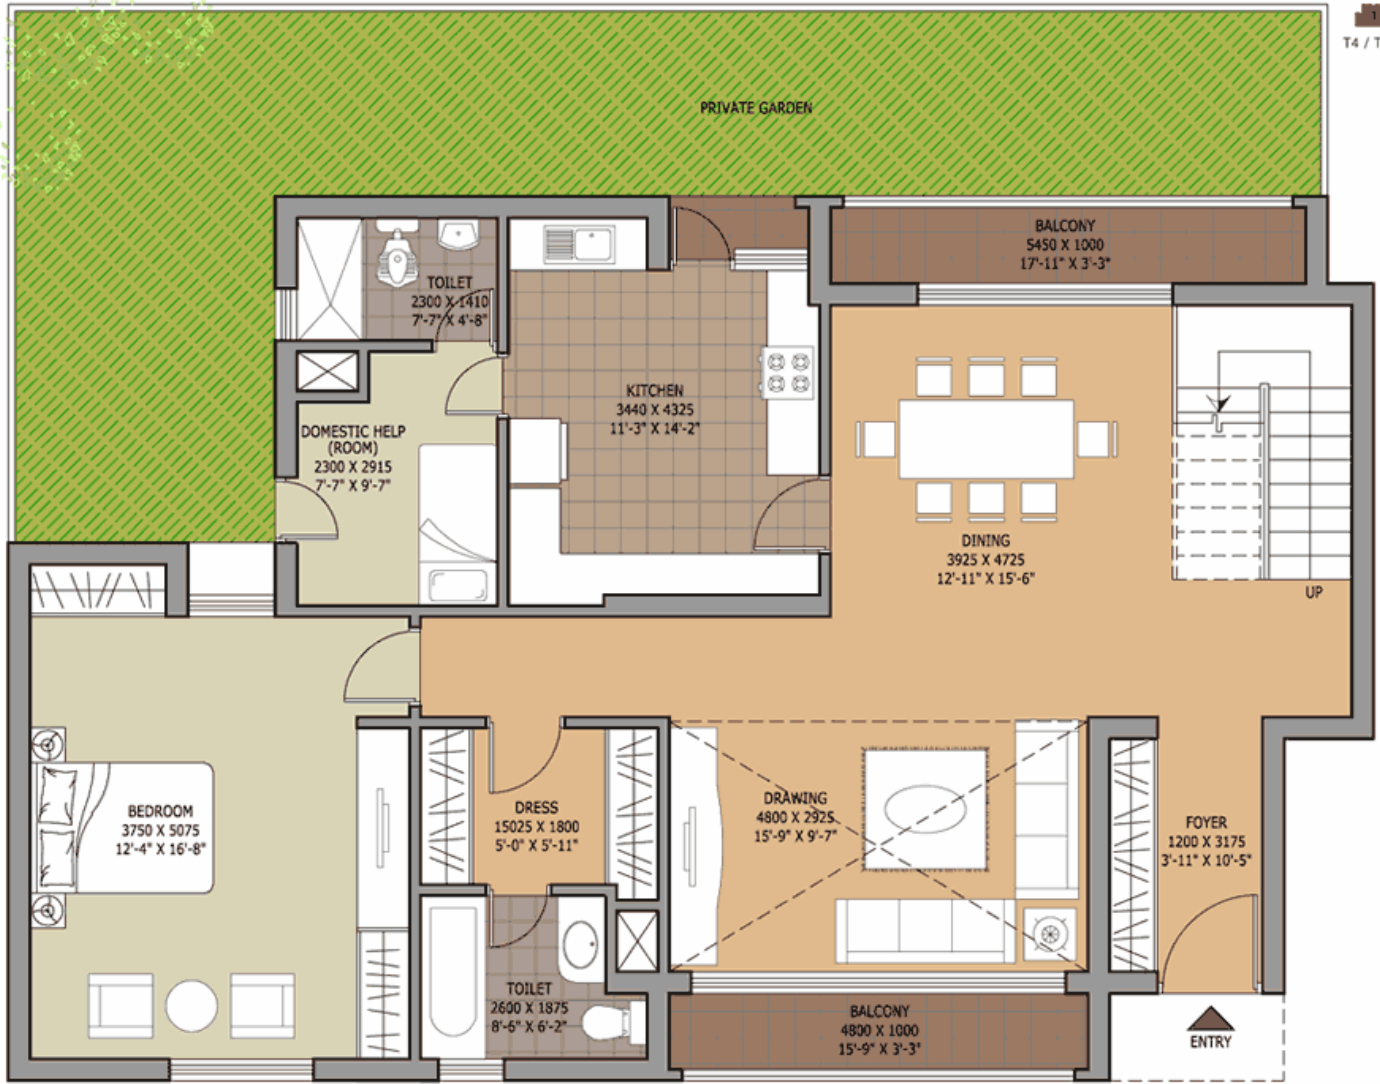 1
T4 / T
PRIVATE GARDEN
BALCONY
5450 X 1000
17'-11" X 3'-3"
TOILET
2300 X 1410
7'-7" X 4'-8"
KITCHEN
3440 X 4325
11'-3" X 14'-2"
DOMESTIC HELP
(ROOM)
2300 X 2915
7'-7" X 9'-7"
DINING
3925 X 4725
12'-11" X 15'-6"
UP
BEDROOM
3750 X 5075
12'-4" X 16'-8"
DRESS
15025 X 1800
5'-0" X 5'-11"
DRAWING
4800 X 2925
15'-9" X 9'-7"
FOYER
1200 X 3175
3'-11" X 10'-5"
TOILET
2600 X 1875
8'-6" X 6'-2"
BALCONY
4800 X 1000
15'-9" X 3'-3"
ENTRY